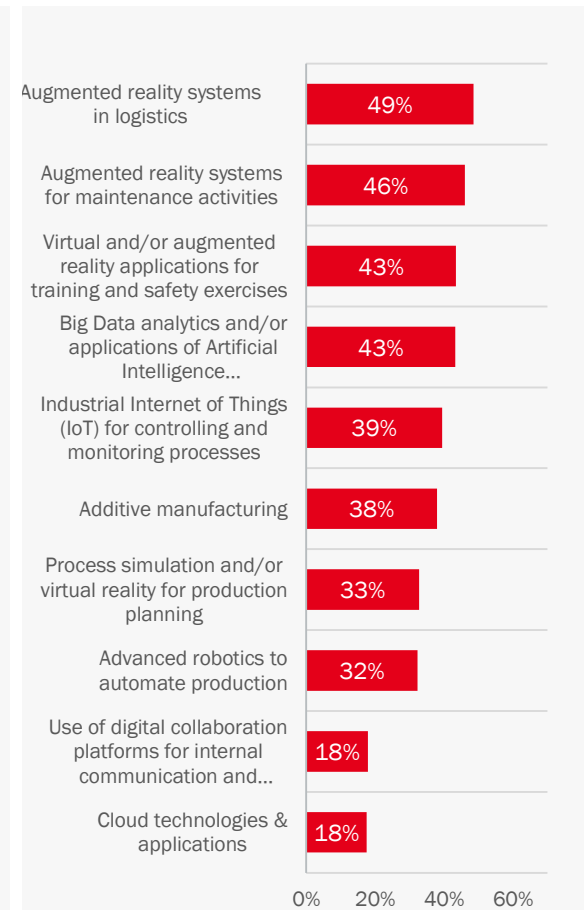 Augmented reality systems
in logistics
49%
Augmented reality systems
for maintenance activities
46%
Virtual and/or augmented
reality applications for
training and safety exercises
43%
Big Data analytics and/or
applications of Artificial
Intelligence...
43%
Industrial Internet of Things
(IoT) for controlling and
monitoring processes
39%
Additive manufacturing
38%
Process simulation and/or
virtual reality for production
planning
33%
Advanced robotics to
automate production
32%
Use of digital collaboration
platforms for internal
communication and...
18%
Cloud technologies &
applications
18%
0% 20% 40% 60%